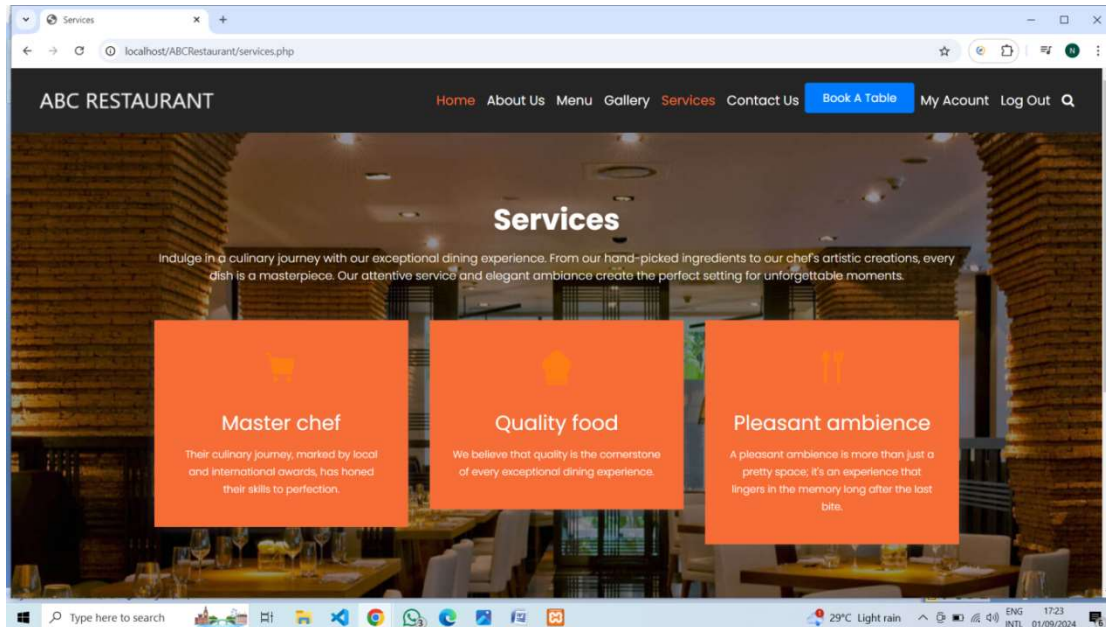 Services
localhost/ABCRestaurant/services.php
N
ABC RESTAURANT
Home About Us Menu Gallery Services Contact Us Book A Table My Acount Log Out
Services
Indulge in a culinary journey with our exceptional dining experience. From our hand-picked ingredients to our chef's artistic creations, every
dish is a masterpiece. Our attentive service and elegant ambiance create the perfect setting for unforgettable moments.
Master chef
Their culinary journey, marked by local
and international awards, has honed
their skills to perfection.
Quality food
We believe that quality is the cornerstone
of every exceptional dining experience.
Pleasant ambience
A pleasant ambience is more than just a
pretty space; it's an experience that
lingers in the memory long after the last
bite.
Type here to search
29°C Light rain
ENG
INTL
17:23
01/09/2024